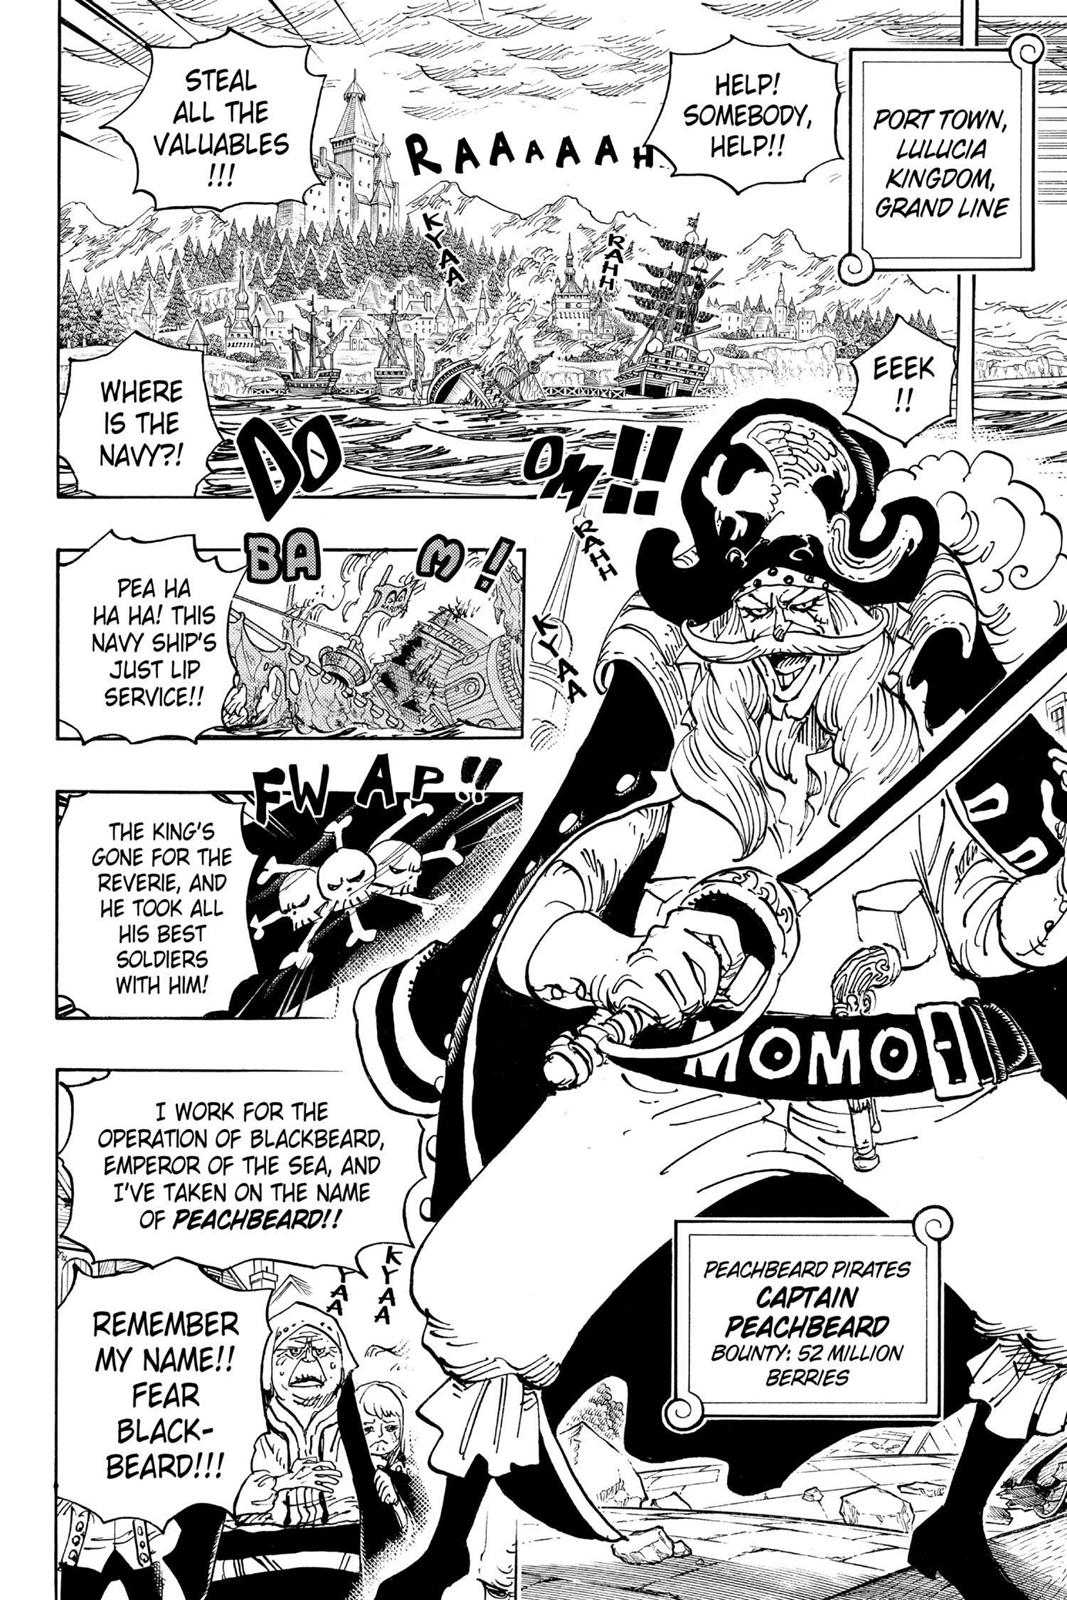 PORT TOWN,
LULUCIA
KINGDOM,
GRAND LINE
HELP!
SOMEBODY,
HELP!!
RAAAAAAH
STEAL
ALL THE
VALUABLES
!!!
KYAA
RAHH
EEEK
!!
WHERE
IS THE
NAVY?!
DOOM!!
RAHH
KYAA
BAM!
PEA HA
HA HA! THIS
NAVY SHIP'S
JUST LIP
SERVICE!!
FWAP!!
THE KING'S
GONE FOR THE
REVERIE, AND
HE TOOK ALL
HIS BEST
SOLDIERS
WITH HIM!
MOMO
I WORK FOR THE
OPERATION OF BLACKBEARD,
EMPEROR OF THE SEA, AND
I'VE TAKEN ON THE NAME
OF PEACHBEARD!!
PEACHBEARD PIRATES
CAPTAIN
PEACHBEARD
BOUNTY: 52 MILLION
BERRIES
KYAA
KYAA
REMEMBER
MY NAME!!
FEAR
BLACK-
BEARD!!!